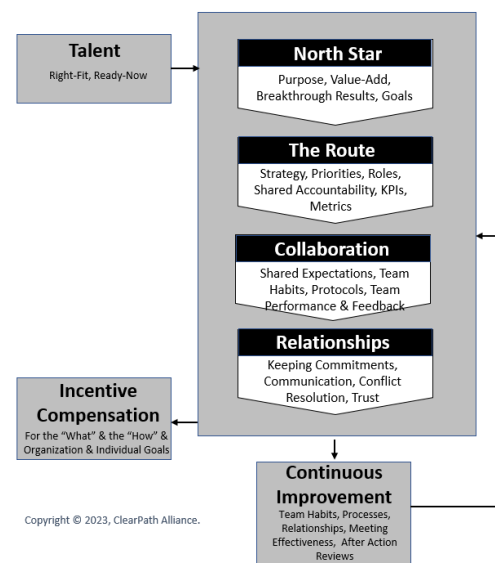 Talent
Right-Fit, Ready-Now
North Star
Purpose, Value-Add,
Breakthrough Results, Goals
The Route
Strategy, Priorities, Roles,
Shared Accountability, KPIs,
Metrics
Collaboration
Shared Expectations, Team
Habits, Protocols, Team
Performance & Feedback
Relationships
Keeping Commitments,
Communication, Conflict
Resolution, Trust
Incentive
Compensation
For the “What” & the “How” &
Organization & Individual Goals
Continuous
Improvement
Team Habits, Processes,
Relationships, Meeting
Effectiveness, After Action
Reviews
Copyright © 2023, ClearPath Alliance.